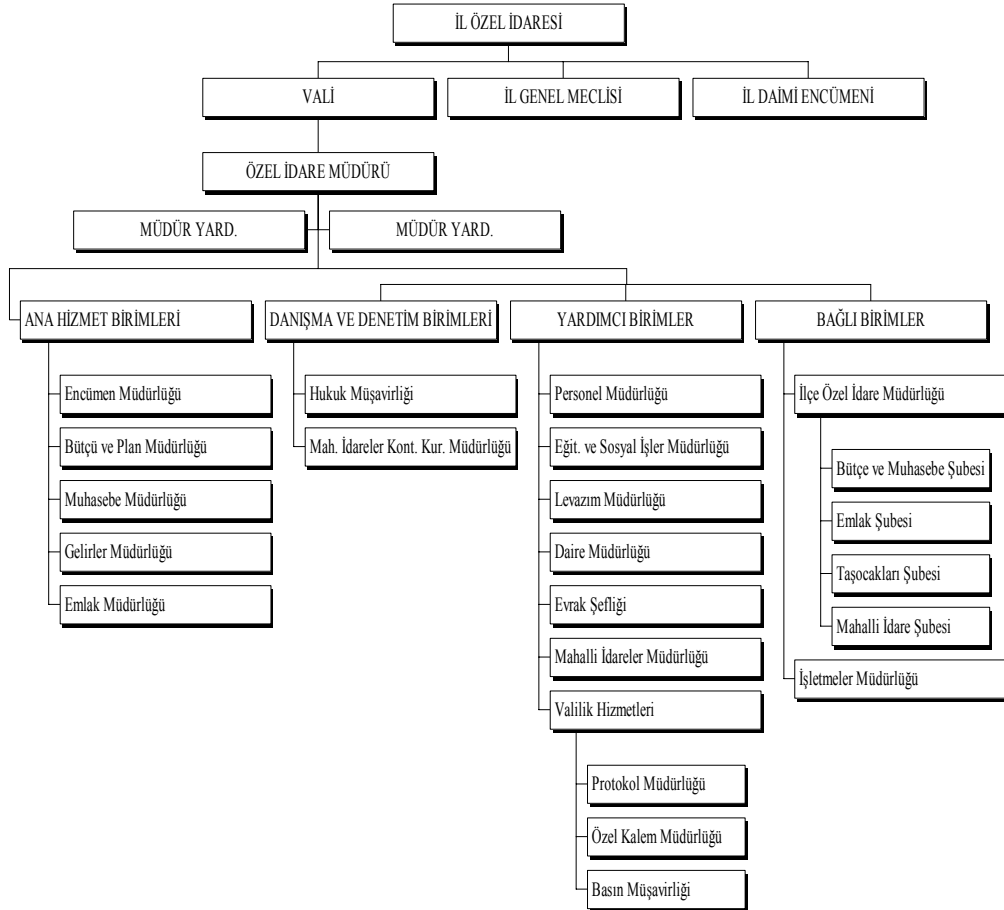 İL ÖZEL İDARESİ
VALİ
İL GENEL MECLİSİ
İL DAİMİ ENCÜMENİ
ÖZEL İDARE MÜDÜRÜ
MÜDÜR YARD.
MÜDÜR YARD.
ANA HİZMET BİRİMLERİ
Encümen Müdürlüğü
Bütçü ve Plan Müdürlüğü
Muhasebe Müdürlüğü
Gelirler Müdürlüğü
Emlak Müdürlüğü
DANIŞMA VE DENETİM BİRİMLERİ
Hukuk Müşavirliği
Mah. İdareler Kont. Kur. Müdürlüğü
YARDIMCI BİRİMLER
Personel Müdürlüğü
Eğit. ve Sosyal İşler Müdürlüğü
Levazım Müdürlüğü
Daire Müdürlüğü
Evrak Şefliği
Mahalli İdareler Müdürlüğü
Valilik Hizmetleri
Protokol Müdürlüğü
Özel Kalem Müdürlüğü
Basın Müşavirliği
BAĞLI BİRİMLER
İlçe Özel İdare Müdürlüğü
Bütçe ve Muhasebe Şubesi
Emlak Şubesi
Taşocakları Şubesi
Mahalli İdare Şubesi
İşletmeler Müdürlüğü